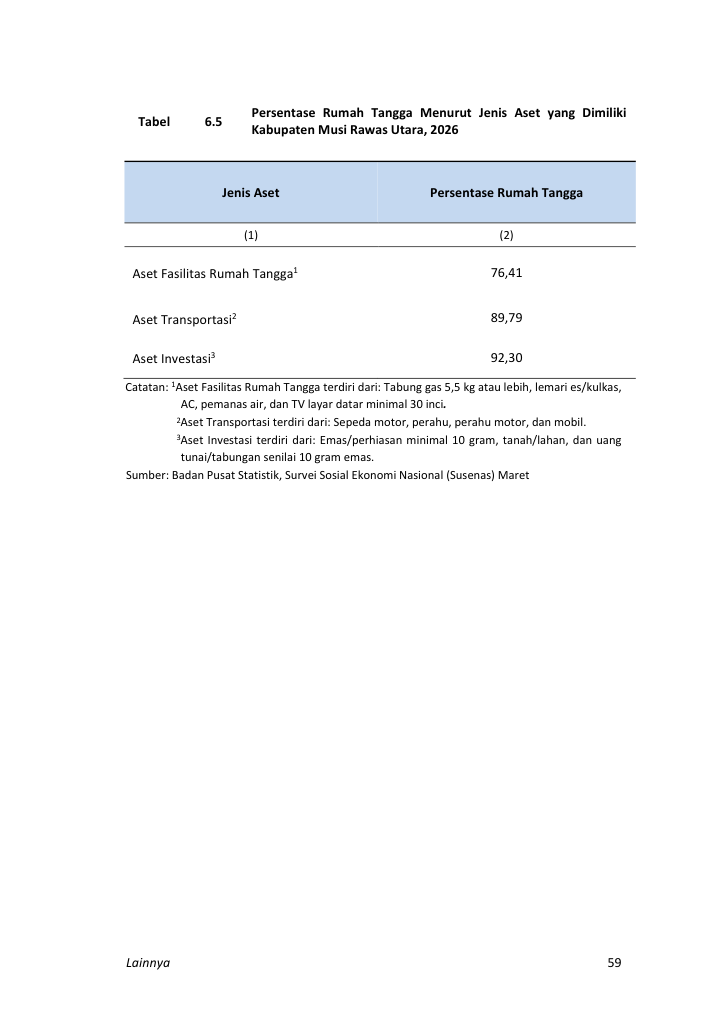 Tabel 6.5 Persentase Rumah Tangga Menurut Jenis Aset yang Dimiliki
Kabupaten Musi Rawas Utara, 2026
Jenis Aset Persentase Rumah Tangga
(1) (2)
Aset Fasilitas Rumah Tangga¹ 76,41
Aset Transportasi² 89,79
Aset Investasi³ 92,30
Catatan: ¹Aset Fasilitas Rumah Tangga terdiri dari: Tabung gas 5,5 kg atau lebih, lemari es/kulkas,
AC, pemanas air, dan TV layar datar minimal 30 inci.
²Aset Transportasi terdiri dari: Sepeda motor, perahu, perahu motor, dan mobil.
³Aset Investasi terdiri dari: Emas/perhiasan minimal 10 gram, tanah/lahan, dan uang
tunai/tabungan senilai 10 gram emas.
Sumber: Badan Pusat Statistik, Survei Sosial Ekonomi Nasional (Susenas) Maret
Lainnya 59